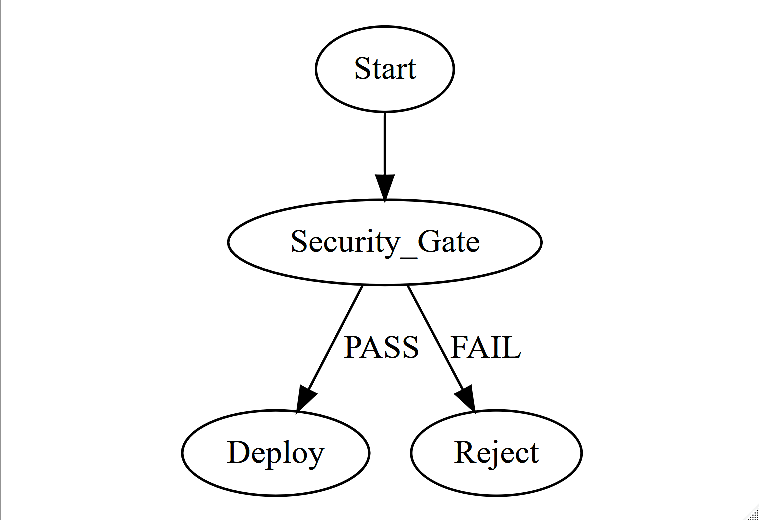 Start
Security_Gate
PASS
FAIL
Deploy
Reject